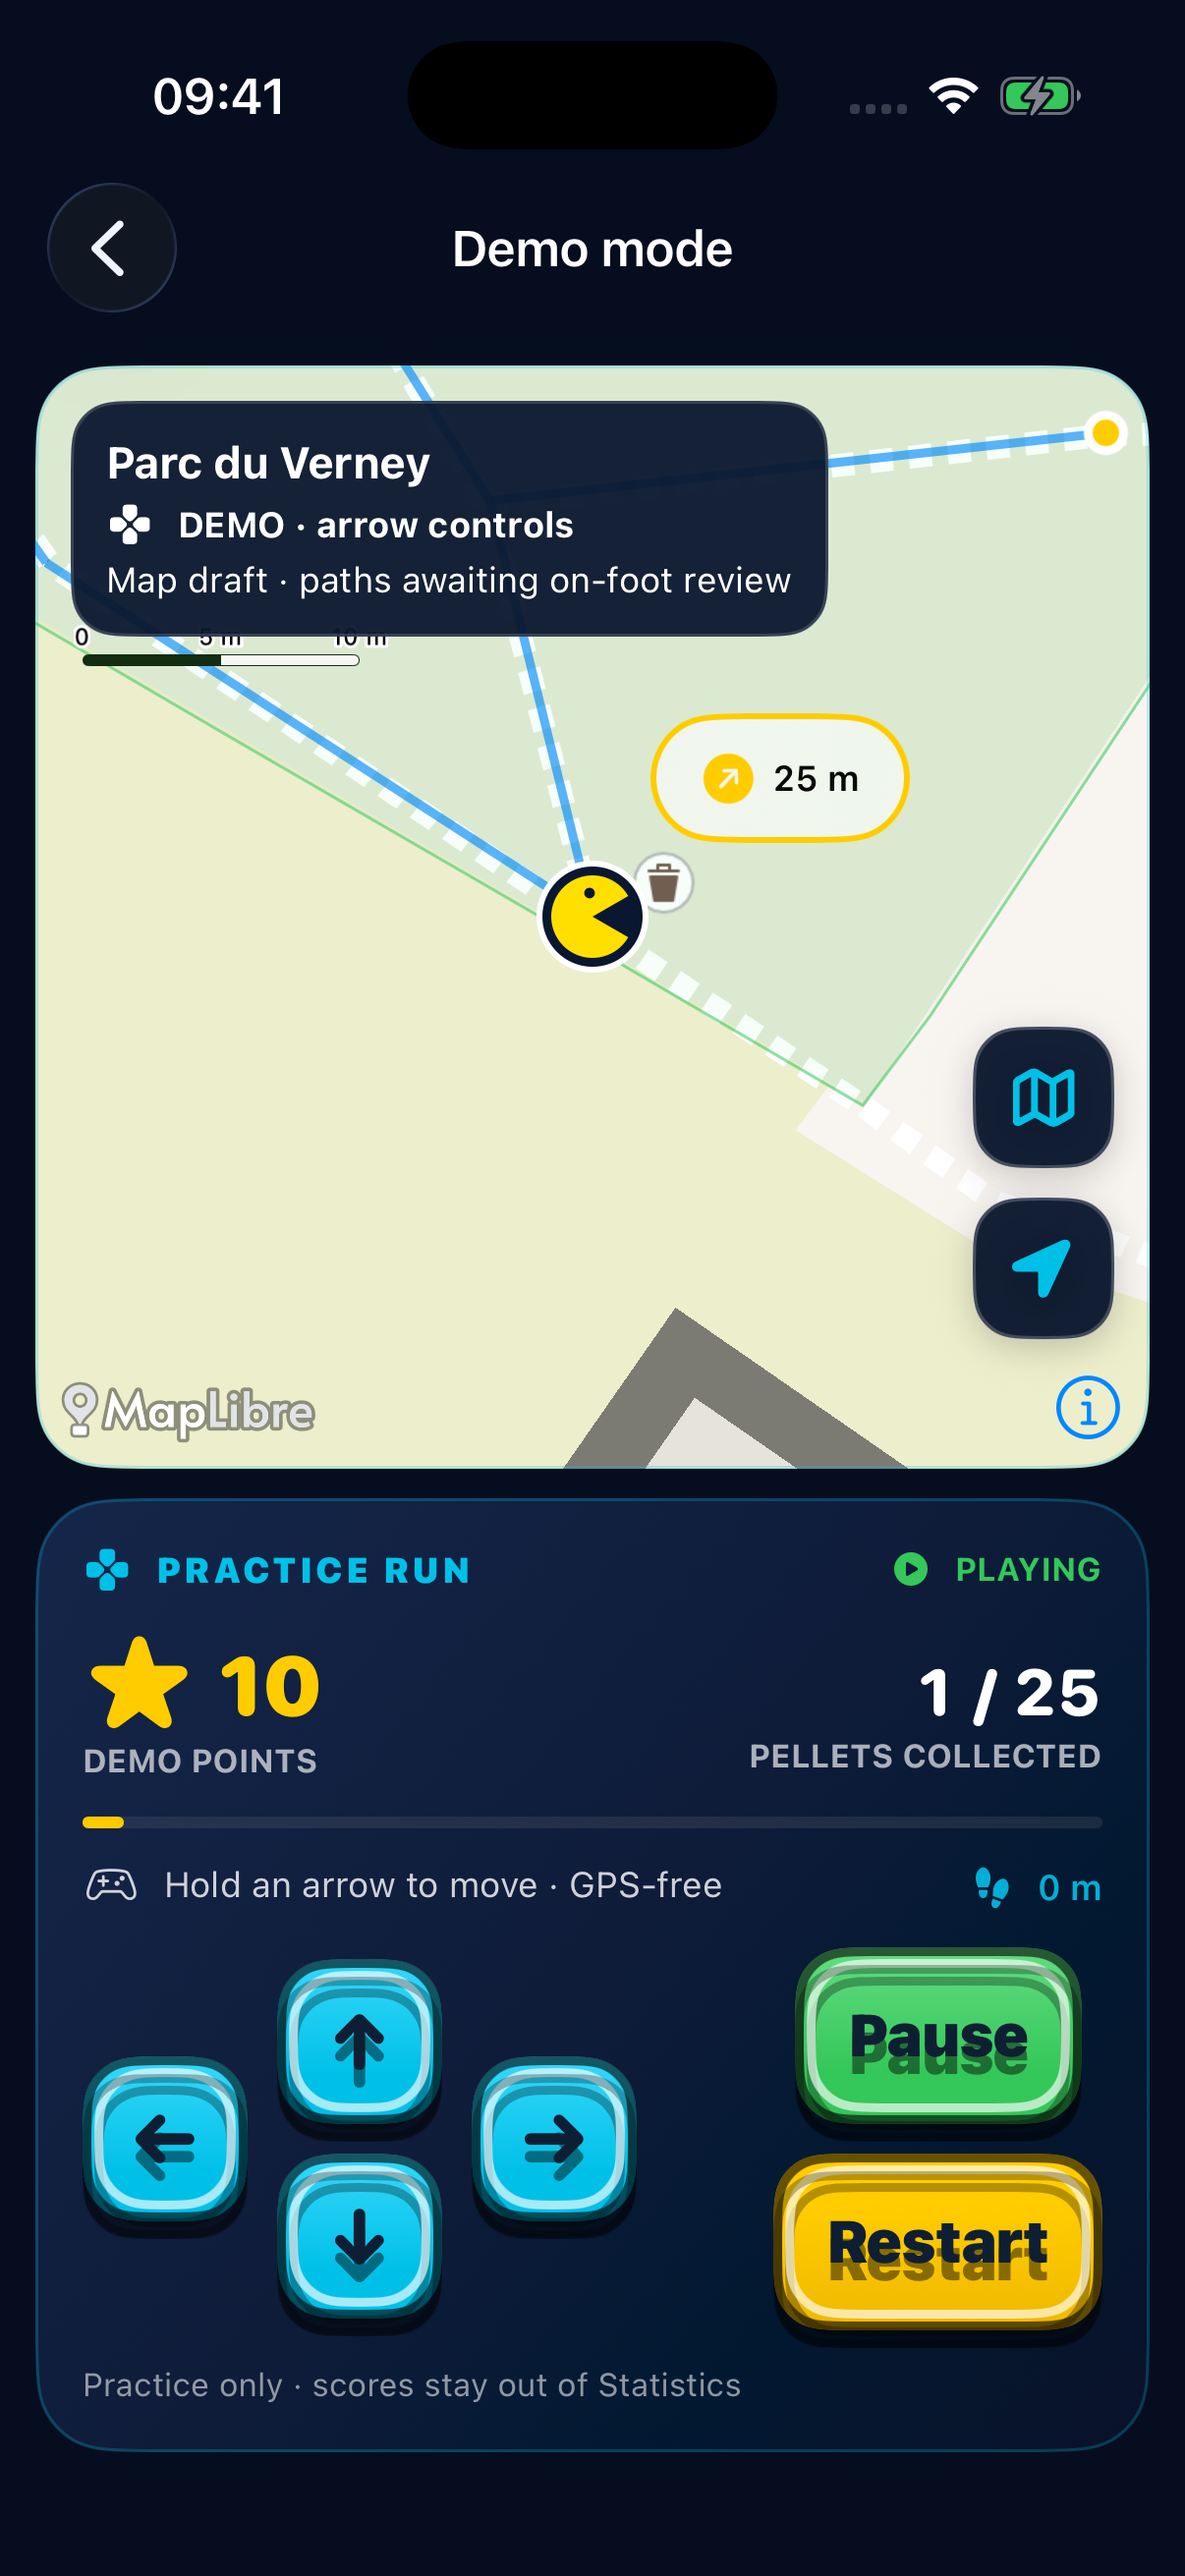 09:41
Demo mode
Parc du Verney
DEMO · arrow controls
Map draft · paths awaiting on-foot review
0 5 m 10 m
25 m
MapLibre
PRACTICE RUN
PLAYING
10
1 / 25
DEMO POINTS
PELLETS COLLECTED
Hold an arrow to move · GPS-free
0 m
Pause
Restart
Practice only · scores stay out of Statistics